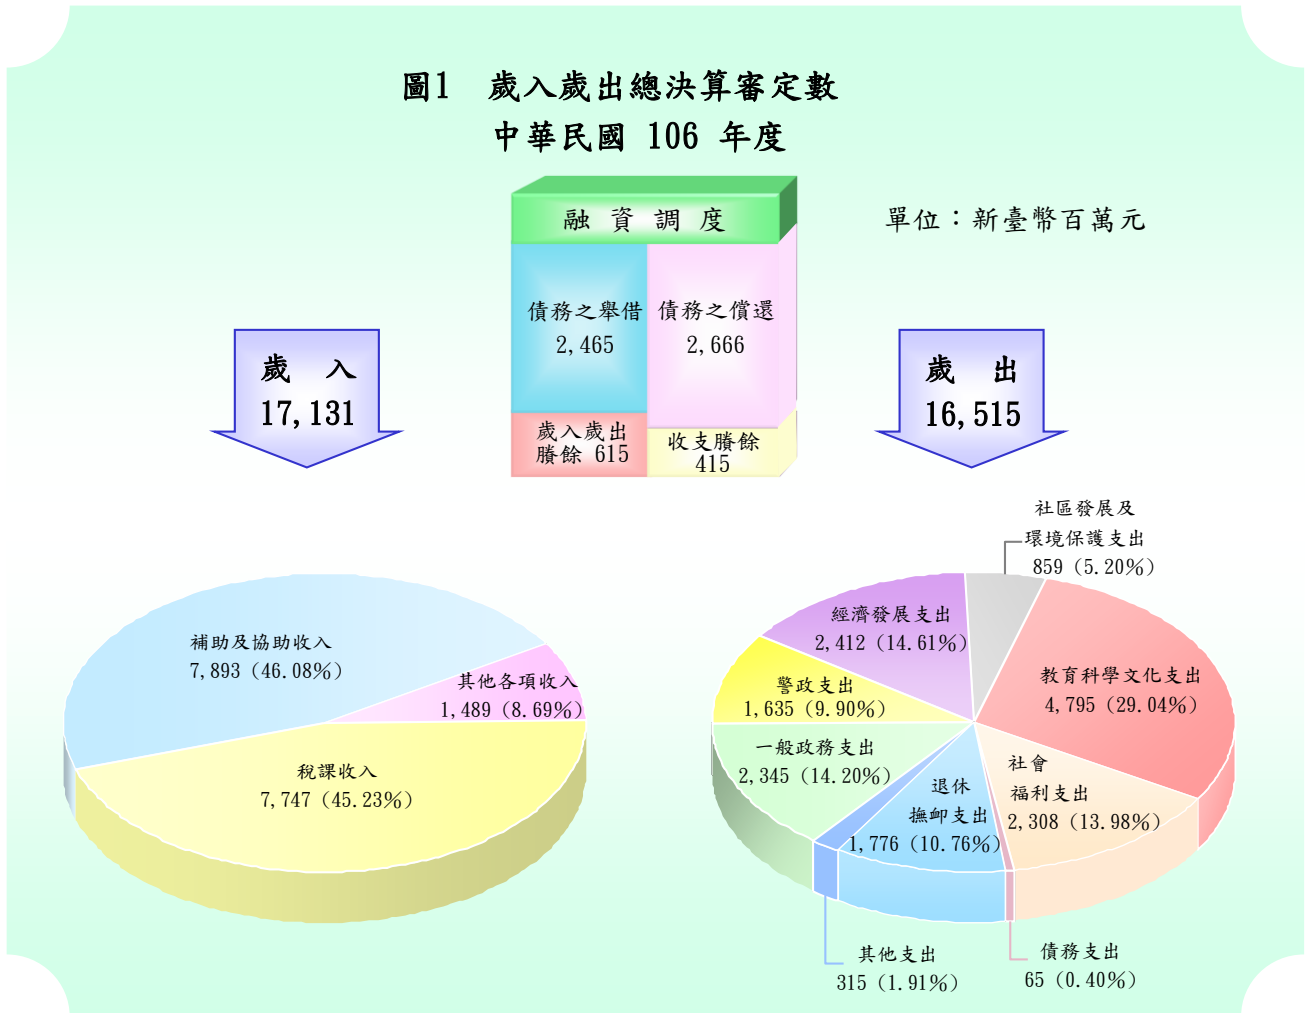 圖1　歲入歲出總決算審定數
中華民國 106 年度
單位：新臺幣百萬元
融資調度
債務之舉借
2,465
債務之償還
2,666
歲入歲出
賸餘 615
收支賸餘
415
歲入
17,131
歲出
16,515
補助及協助收入
7,893 (46.08%)
其他各項收入
1,489 (8.69%)
稅課收入
7,747 (45.23%)
社區發展及
環境保護支出
859 (5.20%)
經濟發展支出
2,412 (14.61%)
教育科學文化支出
4,795 (29.04%)
警政支出
1,635 (9.90%)
一般政務支出
2,345 (14.20%)
社會
福利支出
2,308 (13.98%)
退休
撫卹支出
1,776 (10.76%)
其他支出
315 (1.91%)
債務支出
65 (0.40%)